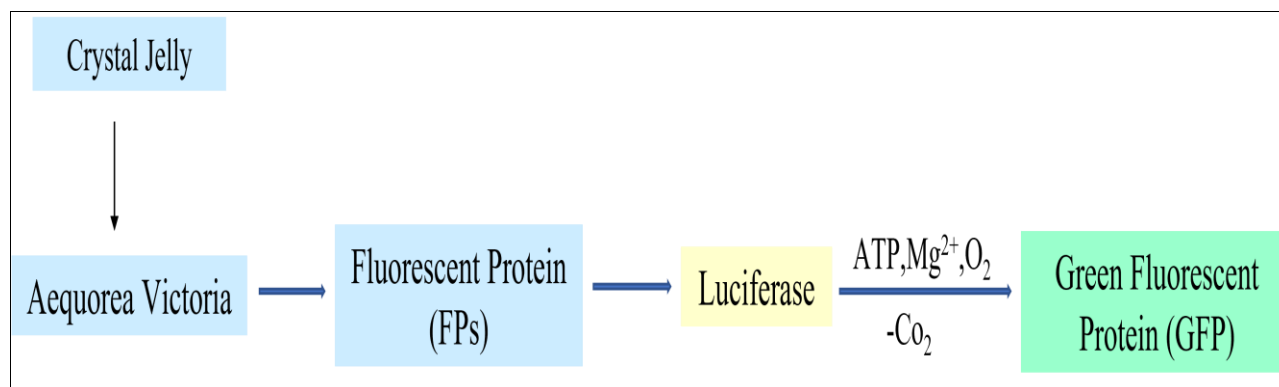 Crystal Jelly
Aequorea Victoria
Fluorescent Protein
(FPs)
Luciferase
ATP,Mg²⁺,O₂
-Co₂
Green Fluorescent
Protein (GFP)